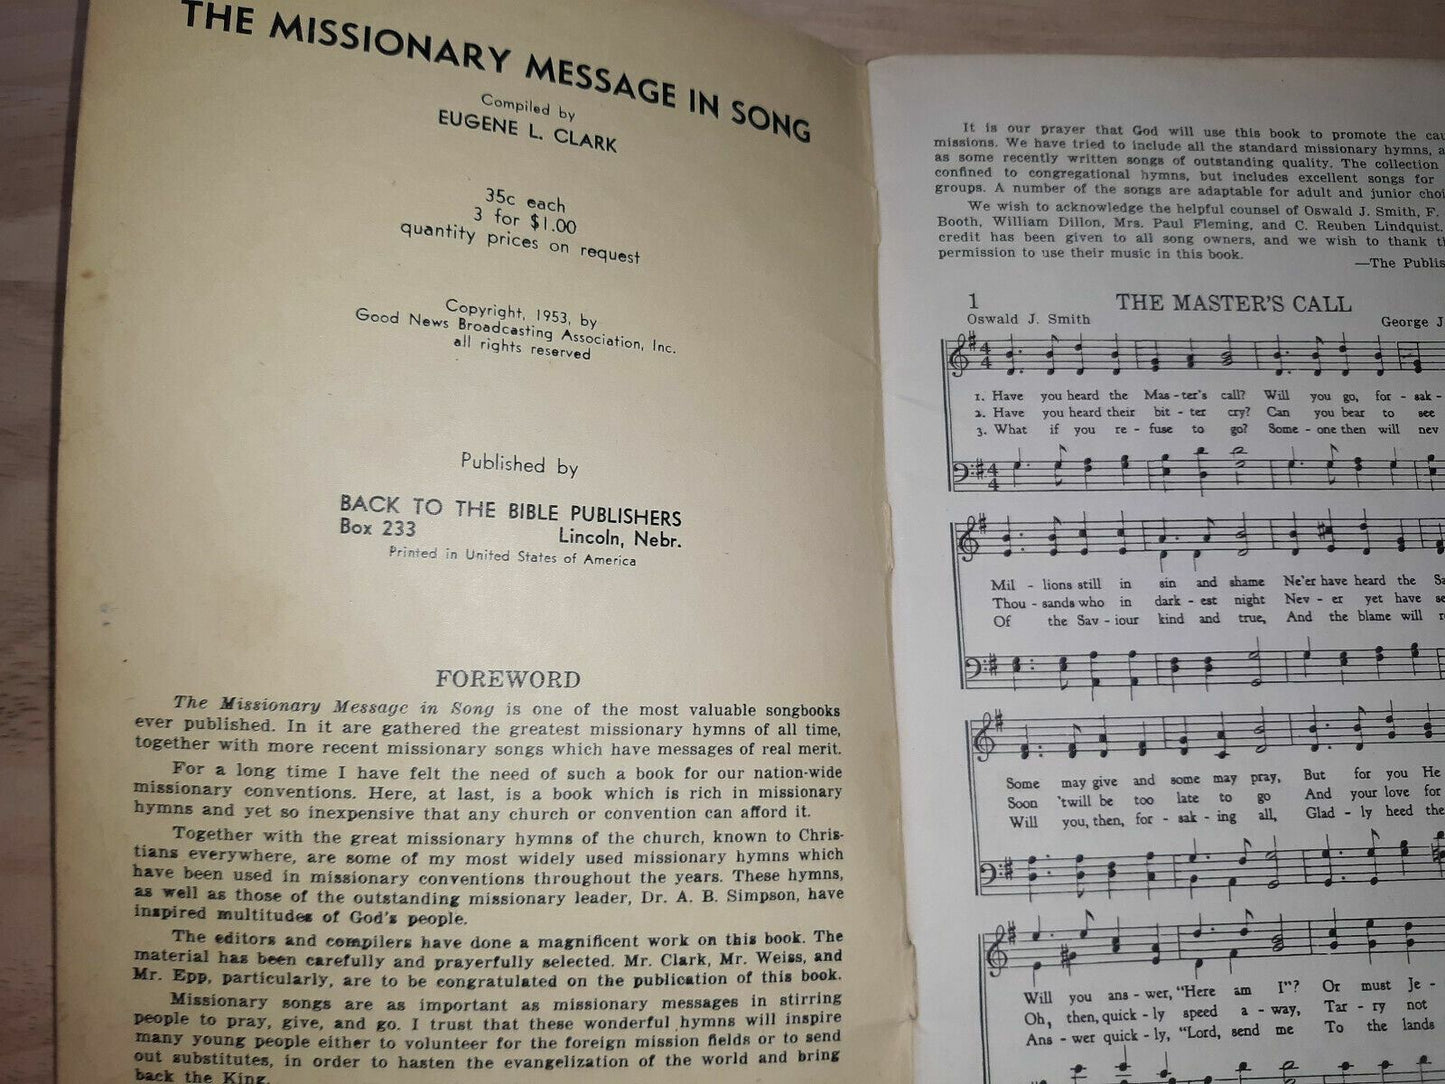 THE MISSIONARY MESSAGE IN SONG
Compiled by
EUGENE L. CLARK
35c each
3 for $1.00
quantity prices on request
Copyright, 1953, by
Good News Broadcasting Association, Inc.
all rights reserved
Published by
BACK TO THE BIBLE PUBLISHERS
Box 233 Lincoln, Nebr.
Printed in United States of America
FOREWORD
The Missionary Message in Song is one of the most valuable songbooks
ever published. In it are gathered the greatest missionary hymns of all time,
together with more recent missionary songs which have messages of real merit.
For a long time I have felt the need of such a book for our nation-wide
missionary conventions. Here, at last, is a book which is rich in missionary
hymns and yet so inexpensive that any church or convention can afford it.
Together with the great missionary hymns of the church, known to Chris-
tians everywhere, are some of my most widely used missionary hymns which
have been used in missionary conventions throughout the years. These hymns,
as well as those of the outstanding missionary leader, Dr. A. B. Simpson, have
inspired multitudes of God's people.
The editors and compilers have done a magnificent work on this book. The
material has been carefully and prayerfully selected. Mr. Clark, Mr. Weiss, and
Mr. Epp, particularly, are to be congratulated on the publication of this book.
Missionary songs are as important as missionary messages in stirring
people to pray, give, and go. I trust that these wonderful hymns will inspire
many young people either to volunteer for the foreign mission fields or to send
out substitutes, in order to hasten the evangelization of the world and bring
back the King.
It is our prayer that God will use this book to promote the cau
missions. We have tried to include all the standard missionary hymns, a
as some recently written songs of outstanding quality. The collection
confined to congregational hymns, but includes excellent songs for
groups. A number of the songs are adaptable for adult and junior choi
We wish to acknowledge the helpful counsel of Oswald J. Smith, F.
Booth, William Dillon, Mrs. Paul Fleming, and C. Reuben Lindquist.
credit has been given to all song owners, and we wish to thank th
permission to use their music in this book.
—The Publis
1 THE MASTER'S CALL
Oswald J. Smith George J
1. Have you heard the Mas-ter's call? Will you go, for-sak-
2. Have you heard their bit-ter cry? Can you bear to see
3. What if you re-fuse to go? Some-one then will nev
Mil-lions still in sin and shame Ne'er have heard the Sa
Thou-sands who in dark-est night Nev-er yet have se
Of the Sav-iour kind and true, And the blame will r
Some may give and some may pray, But for you He
Soon 'twill be too late to go And your love for
Will you, then, for-sak-ing all, Glad-ly heed the
Will you ans-wer, "Here am I"? Or must Je-
Oh, then, quick-ly speed a-way, Tar-ry not
Ans-wer quick-ly, "Lord, send me To the lands